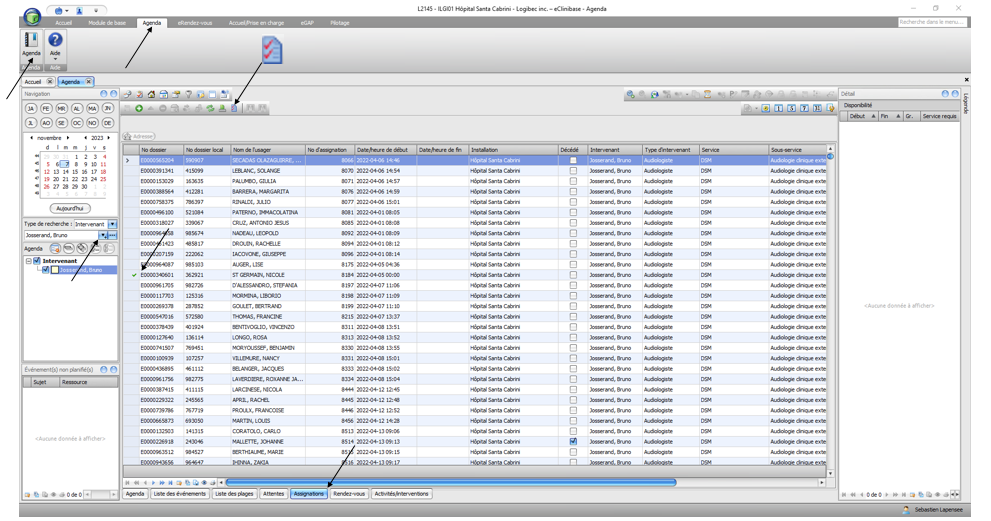 L2145 - ILGI01 Hôpital Santa Cabrini - Logibec inc. – eClinibase - Agenda
Accueil Module de base Agenda eRendez-vous Accueil/Prise en charge eGAP Pilotage
Recherche dans le menu...
Agenda Aide
Agenda Aide
Accueil Agenda
Navigation
JA FE MR AL MA JN
JL AO SE OC NO DE
novembre 2023
d l m m j v s
1 2 3 4
5 6 7 8 9 10 11
12 13 14 15 16 17 18
19 20 21 22 23 24 25
26 27 28 29 30
Aujourd'hui
Type de recherche : Intervenant
Josserand, Bruno
Agenda
Intervenant
Josserand, Bruno
Événement(s) non planifié(s)
Sujet Ressource
<Aucune donnée à afficher>
0 de 0
Adresse
No dossier No dossier local Nom de l'usager No d'assignation Date/heure de début Date/heure de fin Installation Décédé Intervenant Type d'intervenant Service Sous-service
E0000565204 590907 SECADAS OLAZAGUIRRE, ... 8066 2022-04-06 14:46 Hôpital Santa Cabrini Josserand, Bruno Audiologiste DSM Audiologie clinique exte
E0000391341 415099 LEBLANC, SOLANGE 8070 2022-04-06 14:54 Hôpital Santa Cabrini Josserand, Bruno Audiologiste DSM Audiologie clinique exte
E0000153029 163635 PALUMBO, GIULIA 8071 2022-04-06 14:57 Hôpital Santa Cabrini Josserand, Bruno Audiologiste DSM Audiologie clinique exte
E0000388564 412281 BARRERA, MARGARITA 8076 2022-04-06 14:59 Hôpital Santa Cabrini Josserand, Bruno Audiologiste DSM Audiologie clinique exte
E0000758375 786397 RINALDI, JULIO 8077 2022-04-06 15:01 Hôpital Santa Cabrini Josserand, Bruno Audiologiste DSM Audiologie clinique exte
E0000496100 521084 PATERNO, IMMACOLATINA 8081 2022-04-01 08:05 Hôpital Santa Cabrini Josserand, Bruno Audiologiste DSM Audiologie clinique exte
E0000318027 339067 CRUZ, ANTONIO JESUS 8085 2022-04-01 08:08 Hôpital Santa Cabrini Josserand, Bruno Audiologiste DSM Audiologie clinique exte
985674 NADEAU, LEOPOLD 8092 2022-04-01 08:09 Hôpital Santa Cabrini Josserand, Bruno Audiologiste DSM Audiologie clinique exte
485817 DROUIN, RACHELLE 8094 2022-04-01 08:12 Hôpital Santa Cabrini Josserand, Bruno Audiologiste DSM Audiologie clinique exte
222062 IACOVONE, GIUSEPPE 8096 2022-04-01 08:14 Hôpital Santa Cabrini Josserand, Bruno Audiologiste DSM Audiologie clinique exte
E0000964087 985103 AUGER, LISE 8175 2022-04-05 04:36 Hôpital Santa Cabrini Josserand, Bruno Audiologiste DSM Audiologie clinique exte
E0000340601 362921 ST GERMAIN, NICOLE 8184 2022-04-05 00:00 Hôpital Santa Cabrini Josserand, Bruno Audiologiste DSM Audiologie clinique exte
E0000961705 982726 D'ALESSANDRO, STEFANIA 8197 2022-04-07 11:06 Hôpital Santa Cabrini Josserand, Bruno Audiologiste DSM Audiologie clinique exte
E0000117703 125316 MORMINA, LIBORIO 8198 2022-04-07 11:09 Hôpital Santa Cabrini Josserand, Bruno Audiologiste DSM Audiologie clinique exte
E0000269378 287852 GOULET, BERTRAND 8199 2022-04-07 11:10 Hôpital Santa Cabrini Josserand, Bruno Audiologiste DSM Audiologie clinique exte
E0000547016 572580 THOMAS, FRANCINE 8215 2022-04-07 13:37 Hôpital Santa Cabrini Josserand, Bruno Audiologiste DSM Audiologie clinique exte
E0000378439 401924 BENTIVOGLIO, VINCENZO 8311 2022-04-08 13:51 Hôpital Santa Cabrini Josserand, Bruno Audiologiste DSM Audiologie clinique exte
E0000127640 136114 LONGO, ROSA 8313 2022-04-08 13:52 Hôpital Santa Cabrini Josserand, Bruno Audiologiste DSM Audiologie clinique exte
E0000741507 769451 MORYOUSSEF, BENJAMIN 8330 2022-04-08 13:55 Hôpital Santa Cabrini Josserand, Bruno Audiologiste DSM Audiologie clinique exte
E0000100939 107257 VILLEMURE, NANCY 8331 2022-04-08 15:01 Hôpital Santa Cabrini Josserand, Bruno Audiologiste DSM Audiologie clinique exte
E0000436895 461112 BELANGER, JACQUES 8333 2022-04-08 15:02 Hôpital Santa Cabrini Josserand, Bruno Audiologiste DSM Audiologie clinique exte
E0000961756 982775 LAVERDIERE, ROXANNE JA... 8334 2022-04-08 15:04 Hôpital Santa Cabrini Josserand, Bruno Audiologiste DSM Audiologie clinique exte
E0000387415 411115 LARCINESE, NICOLA 8444 2022-04-12 12:45 Hôpital Santa Cabrini Josserand, Bruno Audiologiste DSM Audiologie clinique exte
E0000229322 245565 APRIL, RACHEL 8445 2022-04-12 12:48 Hôpital Santa Cabrini Josserand, Bruno Audiologiste DSM Audiologie clinique exte
E0000739786 767719 PROULX, FRANCOISE 8446 2022-04-12 12:52 Hôpital Santa Cabrini Josserand, Bruno Audiologiste DSM Audiologie clinique exte
E0000665873 693050 MARTIN, LOUIS 8456 2022-04-12 14:28 Hôpital Santa Cabrini Josserand, Bruno Audiologiste DSM Audiologie clinique exte
E0000132503 141315 CORATOLO, CARLO 8513 2022-04-13 09:06 Hôpital Santa Cabrini Josserand, Bruno Audiologiste DSM Audiologie clinique exte
E0000226918 243046 MALLETTE, JOHANNE 8514 2022-04-13 09:13 Hôpital Santa Cabrini Josserand, Bruno Audiologiste DSM Audiologie clinique exte
E0000963512 984527 BERTHIAUME, MARIE 8515 2022-04-13 09:15 Hôpital Santa Cabrini Josserand, Bruno Audiologiste DSM Audiologie clinique exte
E0000943656 964647 IHINNA, ZAKIA 8516 2022-04-13 09:17 Hôpital Santa Cabrini Josserand, Bruno Audiologiste DSM Audiologie clinique exte
Agenda Liste des événements Liste des plages Attentes Assignations Rendez-vous Activités/interventions
Détail
Disponibilité
Début Fin Gr. Service requis
<Aucune donnée à afficher>
0 de 0
Légende
Sebastien Lapensee